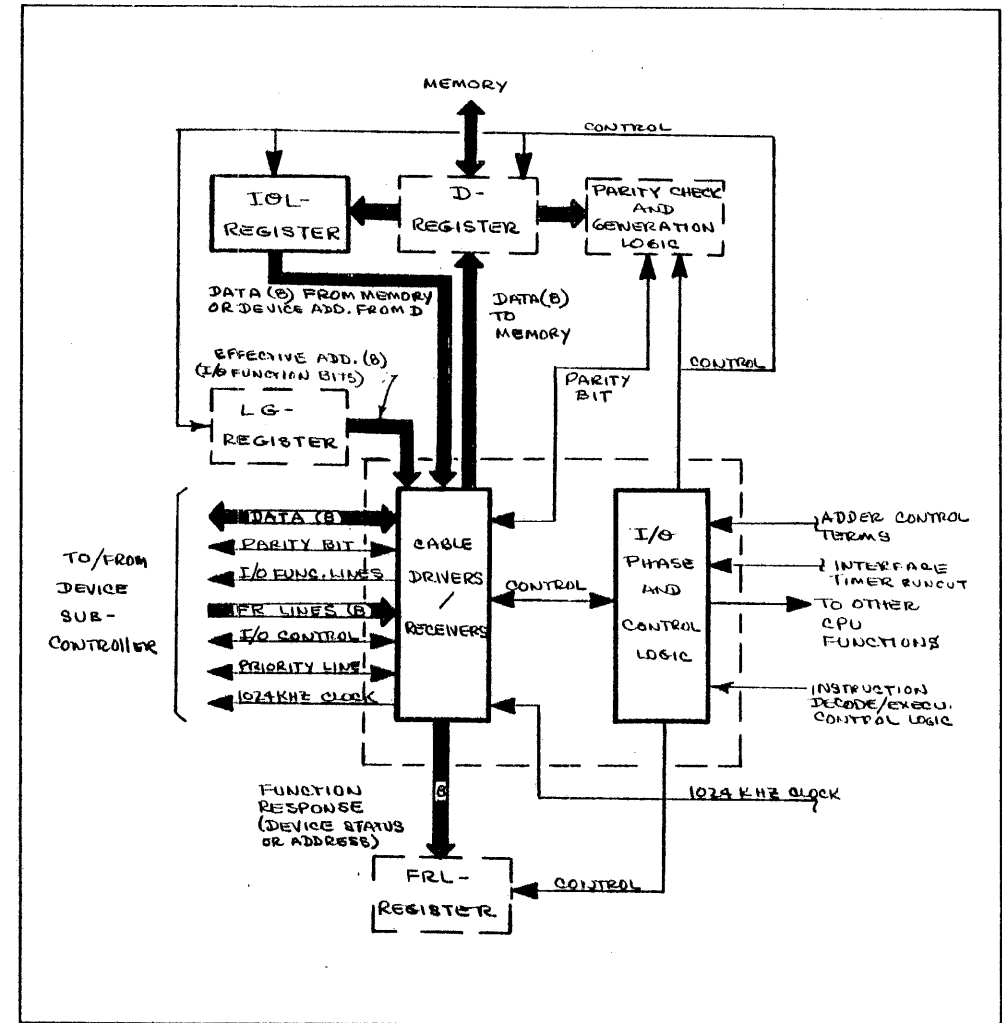 MEMORY
CONTROL
IOL-
REGISTER
D-
REGISTER
PARITY CHECK
AND
GENERATION
LOGIC
DATA (8) FROM MEMORY
OR DEVICE ADD. FROM D
DATA(8)
TO
MEMORY
EFFECTIVE ADD. (8)
(I/O FUNCTION BITS)
PARITY
BIT
CONTROL
LG-
REGISTER
TO/FROM
DEVICE
SUB-
CONTROllER
DATA (8)
PARITY BIT
I/O FUNC. LINES
FR LINES (8)
I/O CONTROL
PRIORITY LINE
1024KHZ CLOCK
CABLE
DRIVERS
/
RECEIVERS
CONTROL
I/O
PHASE
AND
CONTROL
LOGIC
ADDER CONTROL
TERMS
INTERFACE
TIMER RUNOUT
TO OTHER
CPU
FUNCTIONS
INSTRUCTION
DECODE/EXECU.
CONTROL LOGIC
1024 KHZ CLOCK
FUNCTION
RESPONSE
(DEVICE STATUS
OR ADDRESS)
8
FRL-
REGISTER
CONTROL